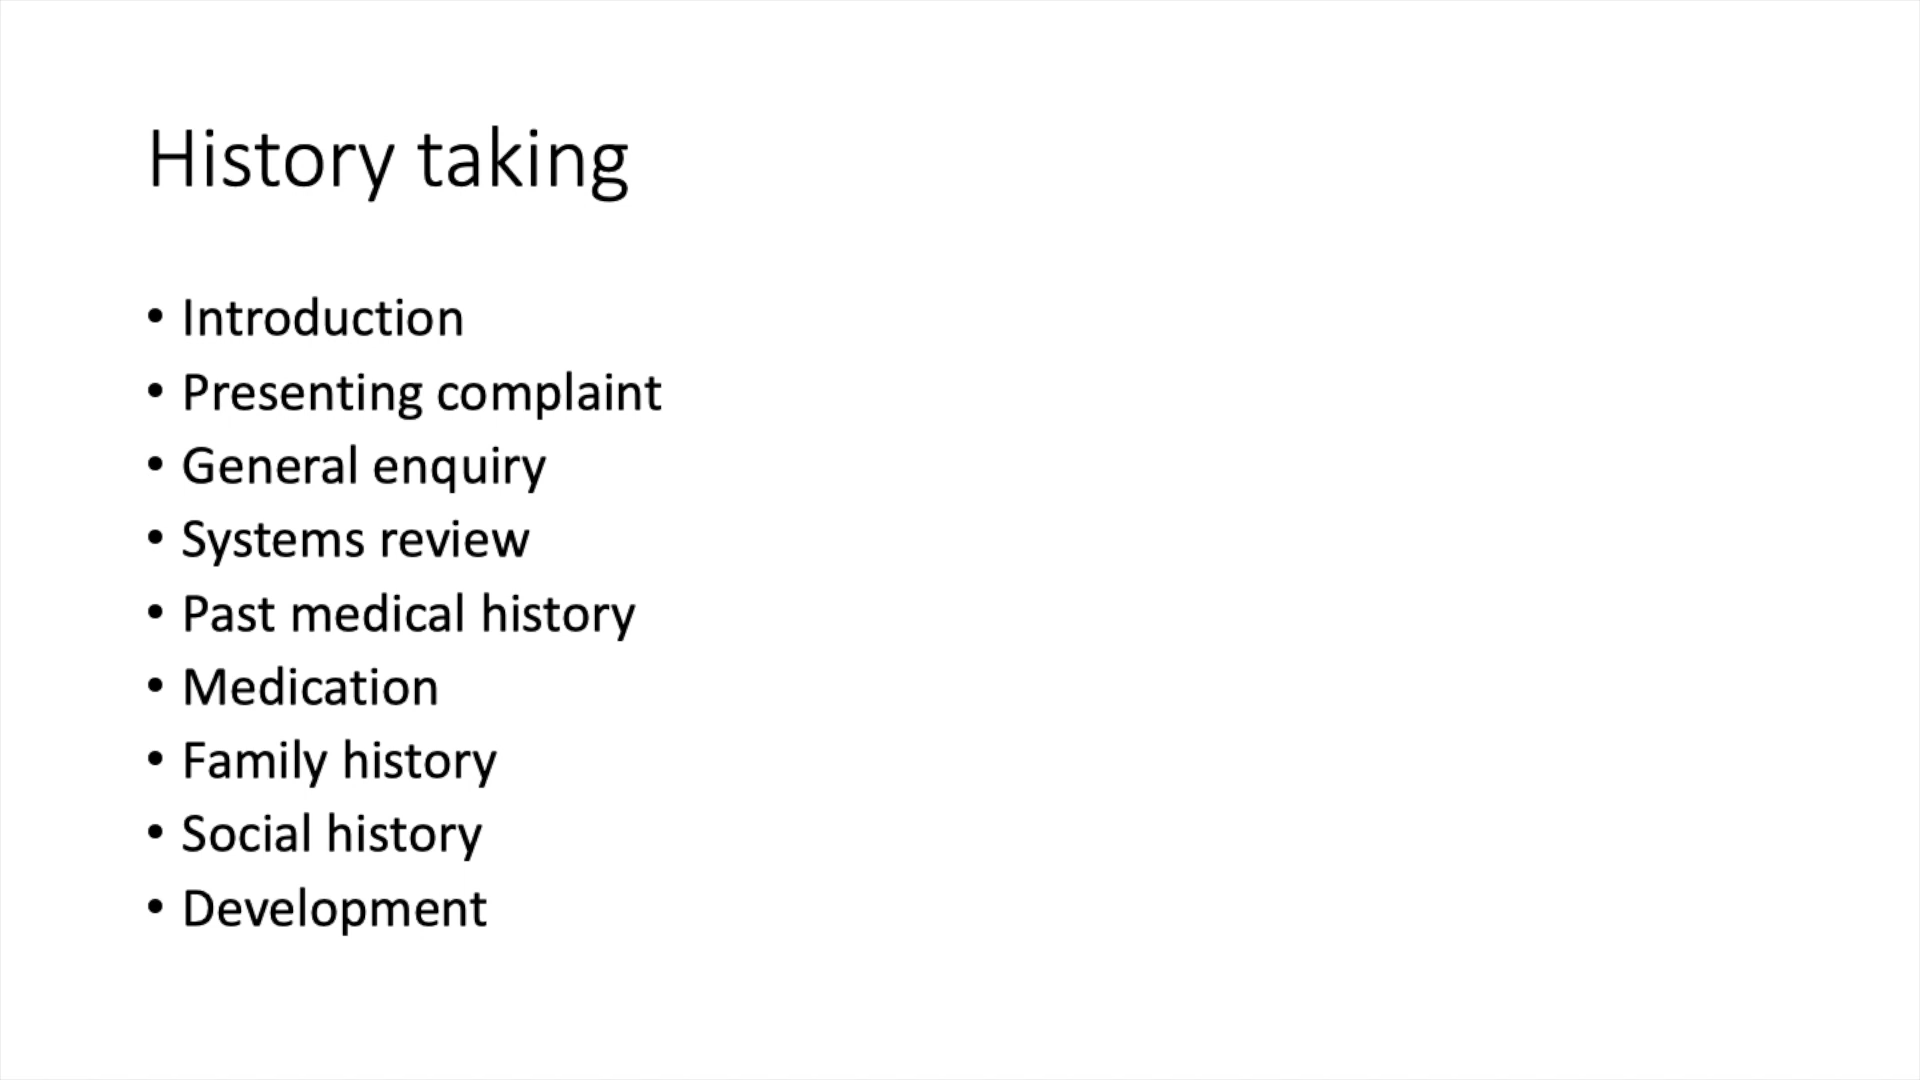 History taking
• Introduction
• Presenting complaint
• General enquiry
• Systems review
• Past medical history
• Medication
• Family history
• Social history
• Development